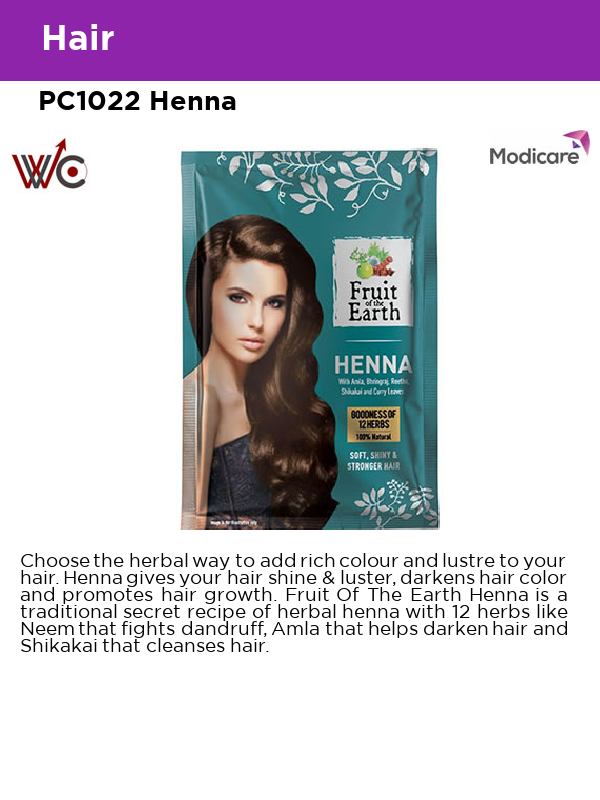 Hair
PC1022 Henna
WC
Modicare
Fruit
of the
Earth
HENNA
With Amla, Bhringraj, Reetha,
Shikakai and Curry Leaves
GOODNESS OF
12 HERBS
100% Natural
SOFT, SHINY &
STRONGER HAIR
Image is for illustration only
Choose the herbal way to add rich colour and lustre to your
hair. Henna gives your hair shine & luster, darkens hair color
and promotes hair growth. Fruit Of The Earth Henna is a
traditional secret recipe of herbal henna with 12 herbs like
Neem that fights dandruff, Amla that helps darken hair and
Shikakai that cleanses hair.